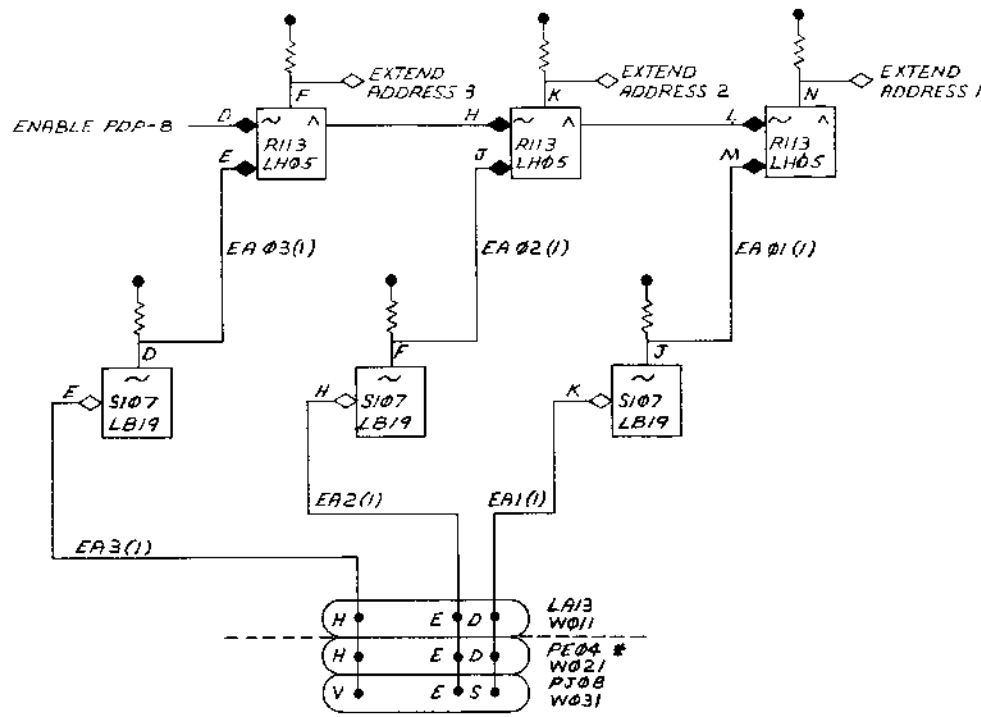 F
EXTEND
ADDRESS 3
K
EXTEND
ADDRESS 2
N
EXTEND
ADDRESS 1
ENABLE PDP-8
D
~ ^
R113
LHØ5
E
H
~ ^
R113
LHØ5
J
L
~ ^
R113
LHØ5
M
EA Ø3(1)
EA Ø2(1)
EAØ1(1)
D
F
J
E
~
S1Ø7
LB19
H
~
S1Ø7
LB19
K
~
S1Ø7
LB19
EA3(1)
EA2(1)
EA1(1)
H E D
LA13
WØ11
H E D
PEØ4 *
WØ21
V E S
PJØ8
WØ31